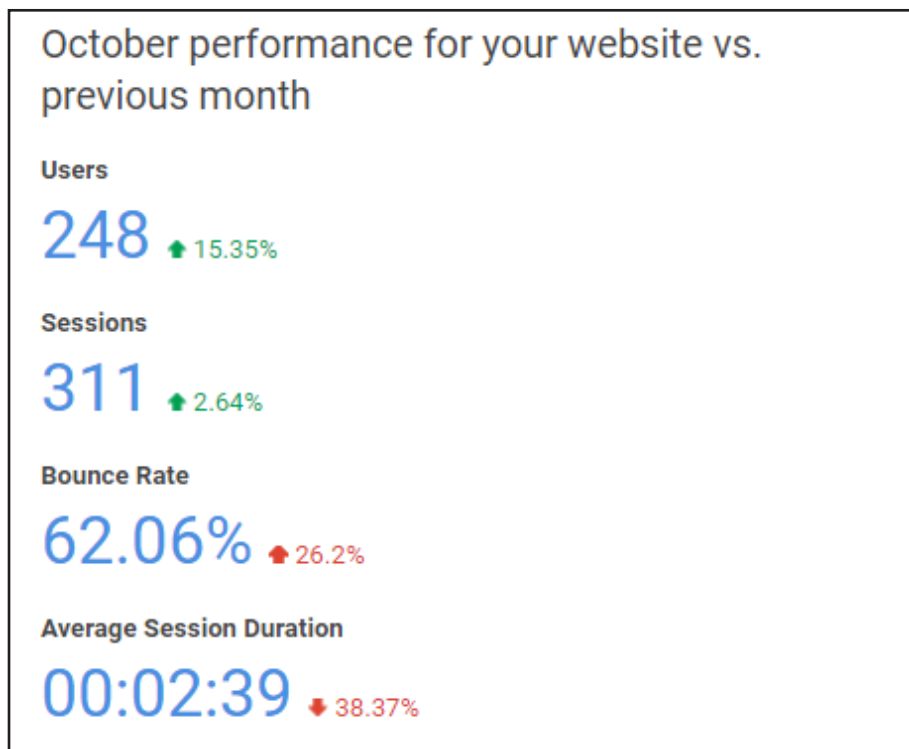 October performance for your website vs.
previous month
Users
248 15.35%
Sessions
311 2.64%
Bounce Rate
62.06% 26.2%
Average Session Duration
00:02:39 38.37%